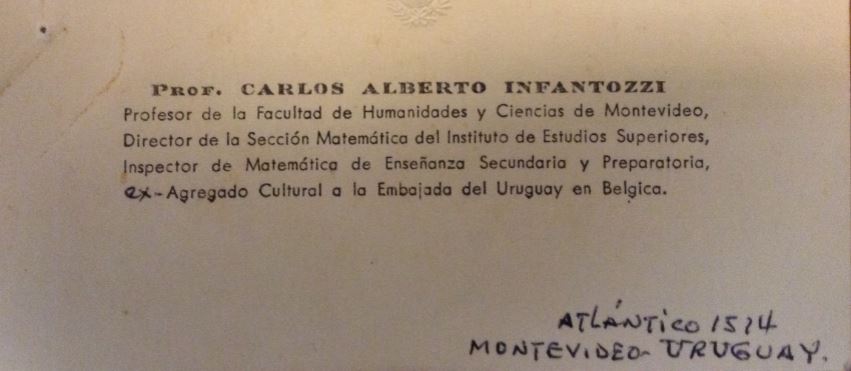 PROF. CARLOS ALBERTO INFANTOZZI
Profesor de la Facultad de Humanidades y Ciencias de Montevideo,
Director de la Sección Matemática del Instituto de Estudios Superiores,
Inspector de Matemática de Enseñanza Secundaria y Preparatoria,
ex-Agregado Cultural a la Embajada del Uruguay en Belgica.
ATLÁNTICO 1514
MONTEVIDEO- URUGUAY.